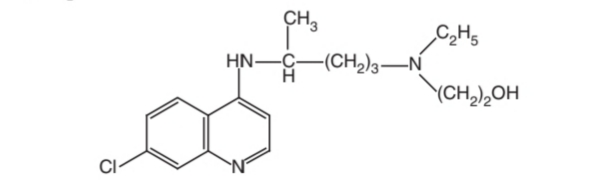 CH₃
C₂H₅
HN—C—(CH₂)₃—N
H
(CH₂)₂OH
Cl
N